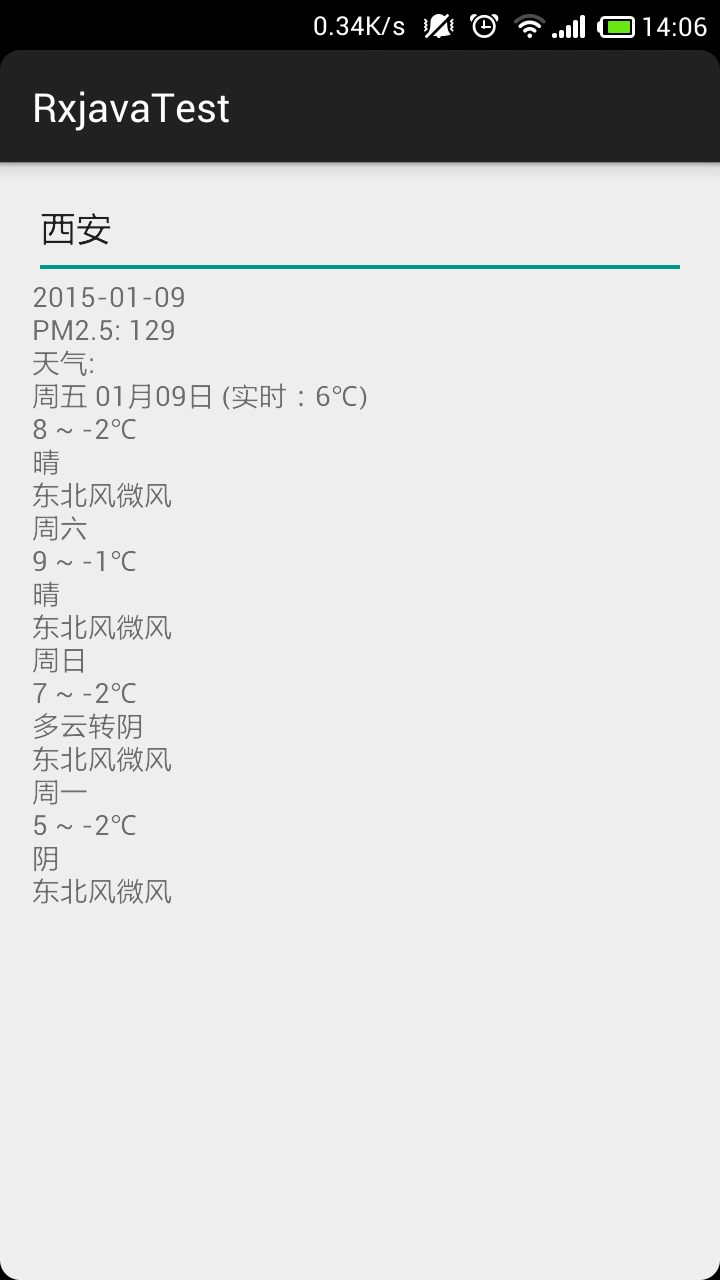 0.34K/s 14:06
RxjavaTest
西安
2015-01-09
PM2.5: 129
天气:
周五 01月09日 (实时：6℃)
8 ~ -2℃
晴
东北风微风
周六
9 ~ -1℃
晴
东北风微风
周日
7 ~ -2℃
多云转阴
东北风微风
周一
5 ~ -2℃
阴
东北风微风